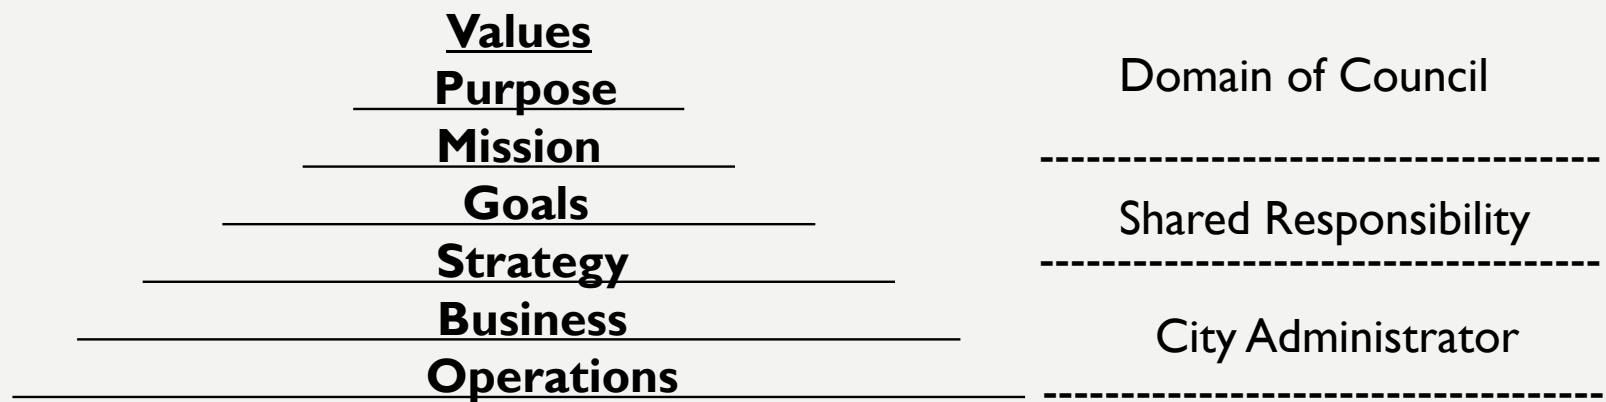 Values
Purpose
Mission
Goals
Strategy
Business
Operations
Domain of Council
Shared Responsibility
City Administrator